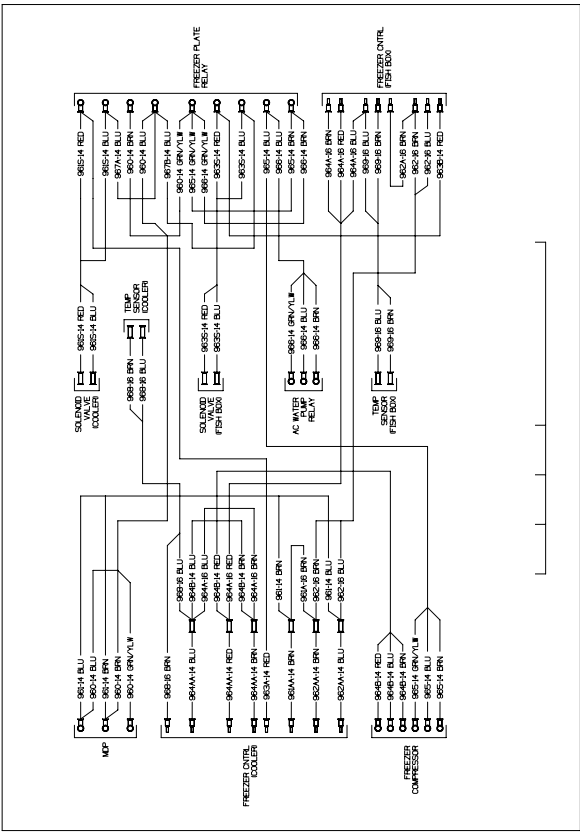 FREEZER PLATE
RELAY
961S-14 RED
961S-14 BLU
967A-14 BLU
960-14 BRN
960-14 BLU
967B-14 BLU
960-14 GRN/YLW
965-14 GRN/YLW
966-14 GRN/YLW
963S-14 RED
963S-14 BLU
965-14 BLU
966-14 BLU
965-14 BRN
966-14 BRN
FREEZER CNTRL
(FISH BOX)
964A-16 BRN
964A-16 RED
964A-16 BLU
969-16 BLU
969-16 BRN
962A-16 BRN
962-16 BRN
962-16 BLU
963B-14 RED
SOLENOID
VALVE
(COOLER)
961S-14 RED
961S-14 BLU
TEMP
SENSOR
(COOLER)
968-16 BRN
968-16 BLU
SOLENOID
VALVE
(FISH BOX)
963S-14 RED
963S-14 BLU
AC WATER
PUMP
RELAY
966-14 GRN/YLW
966-14 BLU
966-14 BRN
TEMP
SENSOR
(FISH BOX)
969-16 BLU
969-16 BRN
968-16 BLU
964B-14 BLU
964A-16 BLU
964B-14 RED
964A-16 RED
964B-14 BRN
964A-16 BRN
961-14 BRN
961A-16 BRN
962-16 BRN
961-14 BLU
962-16 BLU
MDP
961-14 BLU
960-14 BLU
961-14 BRN
960-14 BRN
960-14 GRN/YLW
FREEZER CNTRL
(COOLER)
968-16 BRN
964AA-14 BLU
964AA-14 RED
964AA-14 BRN
963A-14 RED
961AA-14 BRN
962AA-14 BRN
962AA-14 BLU
FREEZER
COMPRESSOR
964B-14 RED
964B-14 BLU
964B-14 BRN
965-14 GRN/YLW
965-14 BLU
965-14 BRN